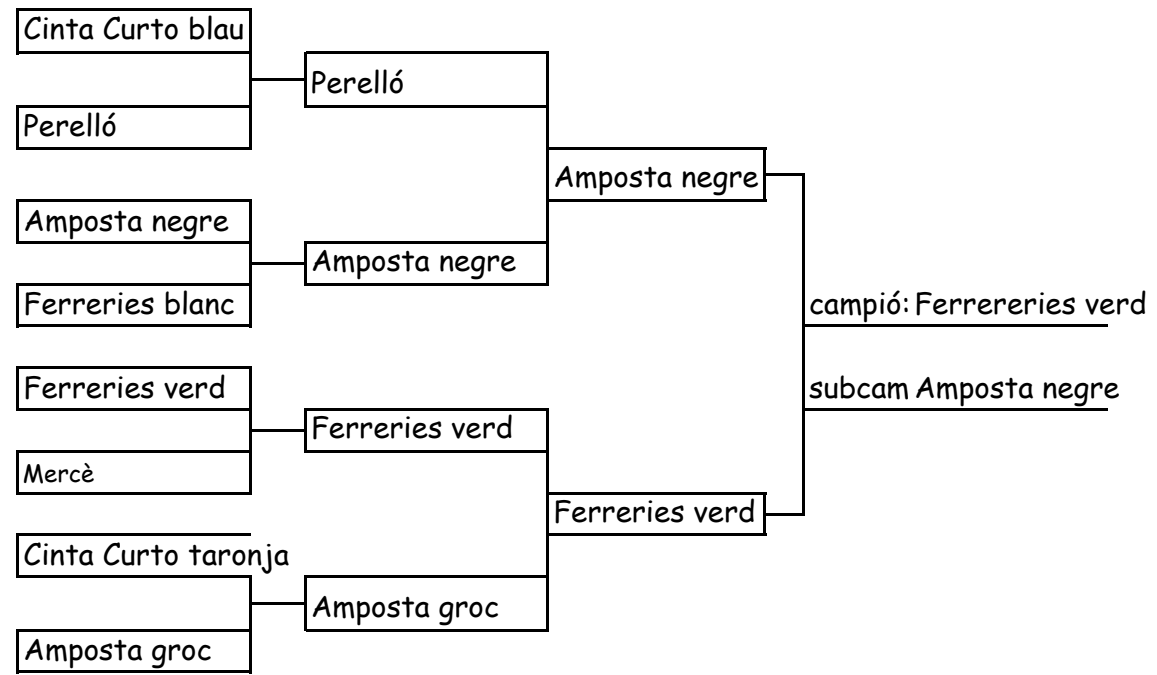 Cinta Curto blau
Perelló
Perelló
Amposta negre
Amposta negre
Amposta negre
Ferreries blanc
campió: Ferrereries verd
Ferreries verd
subcam Amposta negre
Ferreries verd
Mercè
Ferreries verd
Cinta Curto taronja
Amposta groc
Amposta groc